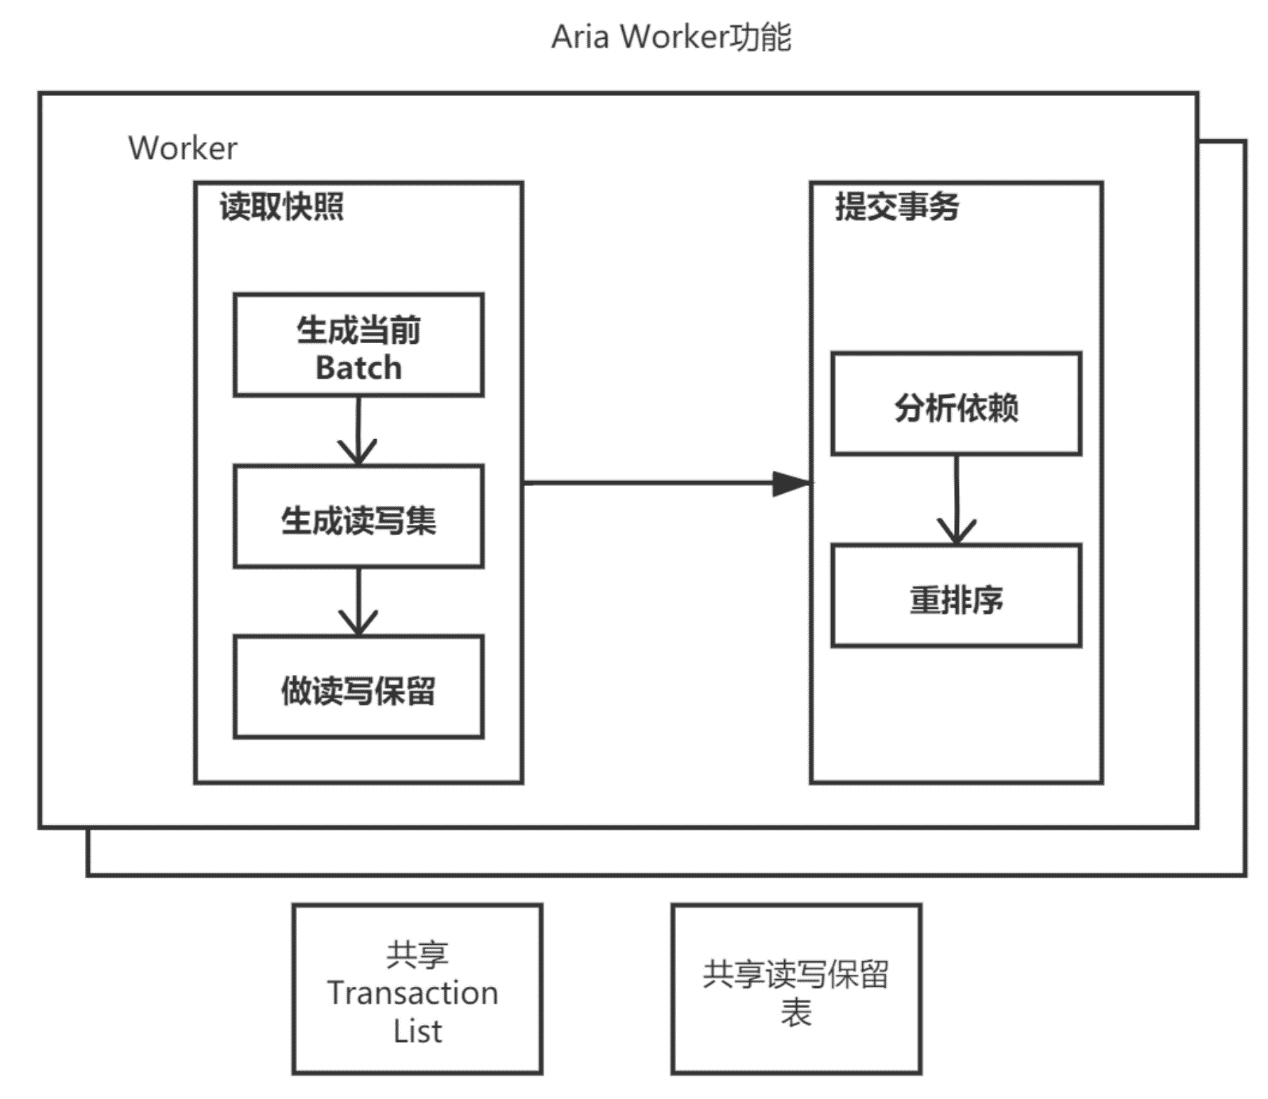 Aria Worker功能
Worker
读取快照
生成当前
Batch
生成读写集
做读写保留
提交事务
分析依赖
重排序
共享
Transaction
List
共享读写保留
表